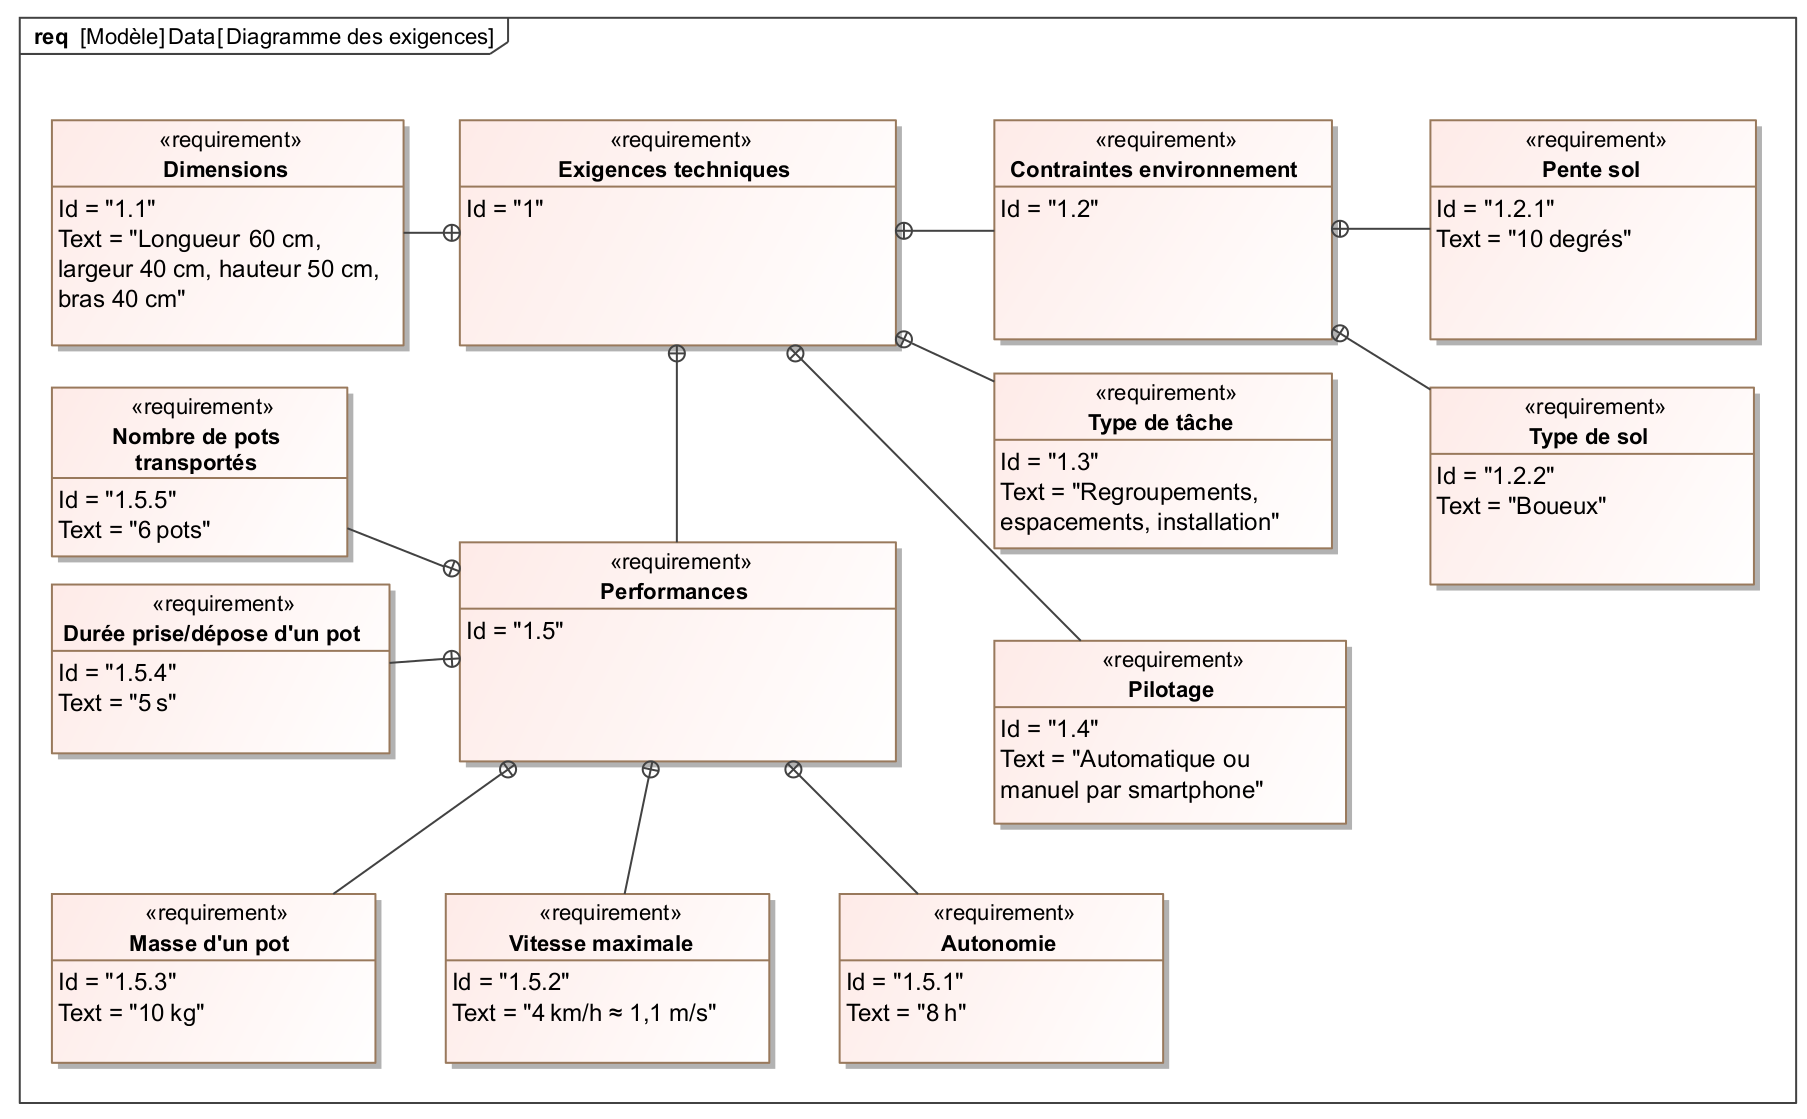 req [Modèle] Data[ Diagramme des exigences]
«requirement»
Dimensions
Id = "1.1"
Text = "Longueur 60 cm,
largeur 40 cm, hauteur 50 cm,
bras 40 cm"
«requirement»
Exigences techniques
Id = "1"
«requirement»
Contraintes environnement
Id = "1.2"
«requirement»
Pente sol
Id = "1.2.1"
Text = "10 degrés"
«requirement»
Nombre de pots
transportés
Id = "1.5.5"
Text = "6 pots"
«requirement»
Type de tâche
Id = "1.3"
Text = "Regroupements,
espacements, installation"
«requirement»
Type de sol
Id = "1.2.2"
Text = "Boueux"
«requirement»
Durée prise/dépose d'un pot
Id = "1.5.4"
Text = "5 s"
«requirement»
Performances
Id = "1.5"
«requirement»
Pilotage
Id = "1.4"
Text = "Automatique ou
manuel par smartphone"
«requirement»
Masse d'un pot
Id = "1.5.3"
Text = "10 kg"
«requirement»
Vitesse maximale
Id = "1.5.2"
Text = "4 km/h ≈ 1,1 m/s"
«requirement»
Autonomie
Id = "1.5.1"
Text = "8 h"